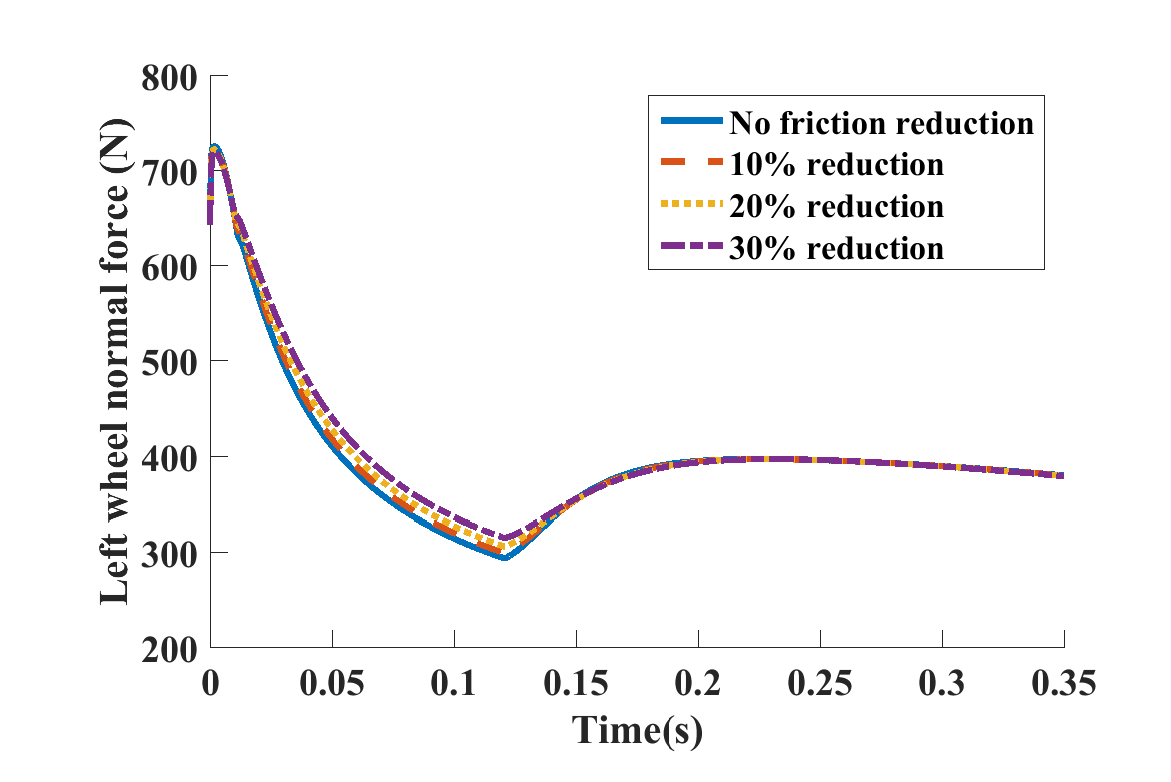 800
700
600
500
400
300
200
Left wheel normal force (N)
No friction reduction
10% reduction
20% reduction
30% reduction
0 0.05 0.1 0.15 0.2 0.25 0.3 0.35
Time(s)